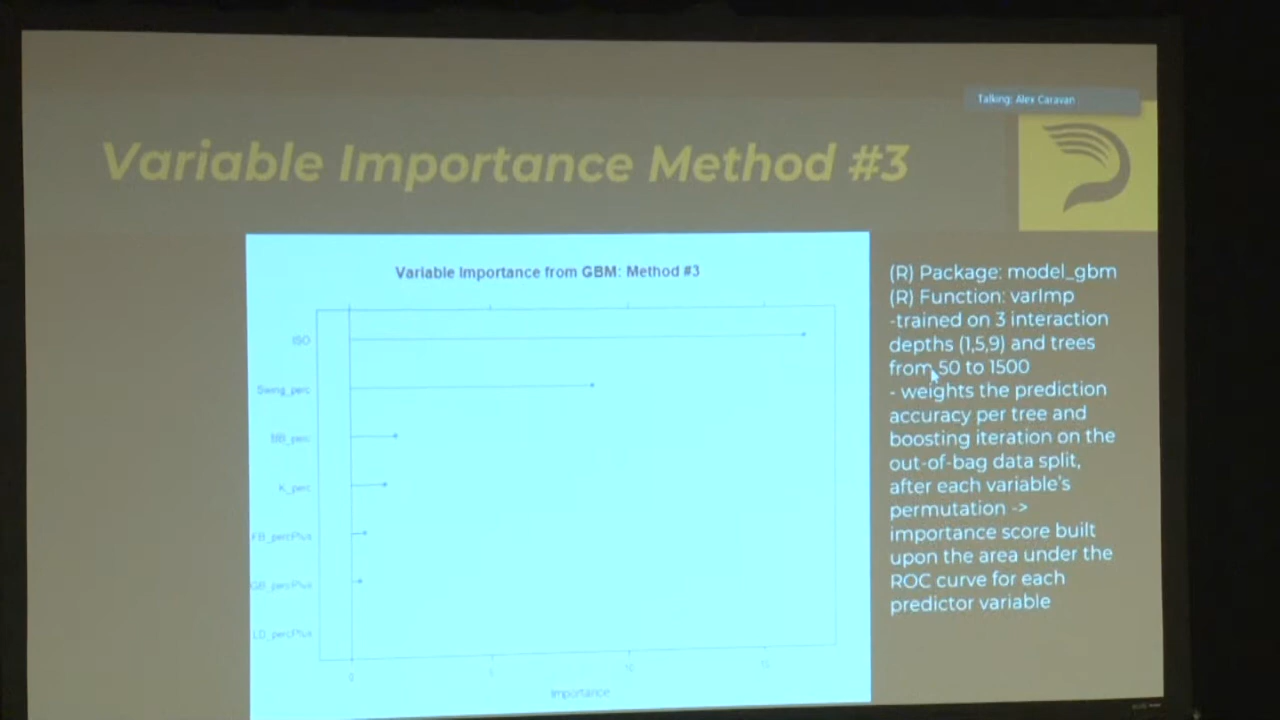 Talking: Alex Caravan
Variable Importance Method #3
Variable Importance from GBM: Method #3
ISO
Swing_perc
BB_perc
K_perc
FB_percPlus
GB_percPlus
LD_percPlus
0 5 10 15
Importance
(R) Package: model_gbm
(R) Function: varImp
-trained on 3 interaction
depths (1,5,9) and trees
from 50 to 1500
- weights the prediction
accuracy per tree and
boosting iteration on the
out-of-bag data split,
after each variable's
permutation ->
importance score built
upon the area under the
ROC curve for each
predictor variable